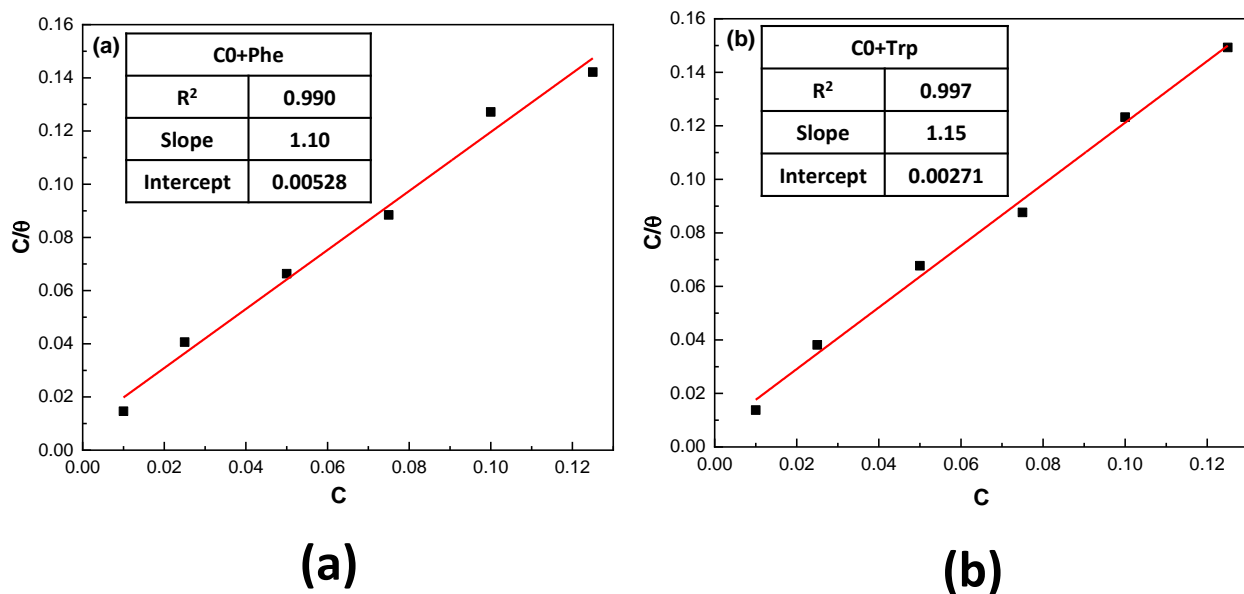 (a)
C0+Phe
R² 0.990
Slope 1.10
Intercept 0.00528
0.16
0.14
0.12
0.10
0.08
0.06
0.04
0.02
0.00
C/θ
0.00 0.02 0.04 0.06 0.08 0.10 0.12
C
(a)
(b)
C0+Trp
R² 0.997
Slope 1.15
Intercept 0.00271
0.16
0.14
0.12
0.10
0.08
0.06
0.04
0.02
0.00
C/θ
0.00 0.02 0.04 0.06 0.08 0.10 0.12
C
(b)